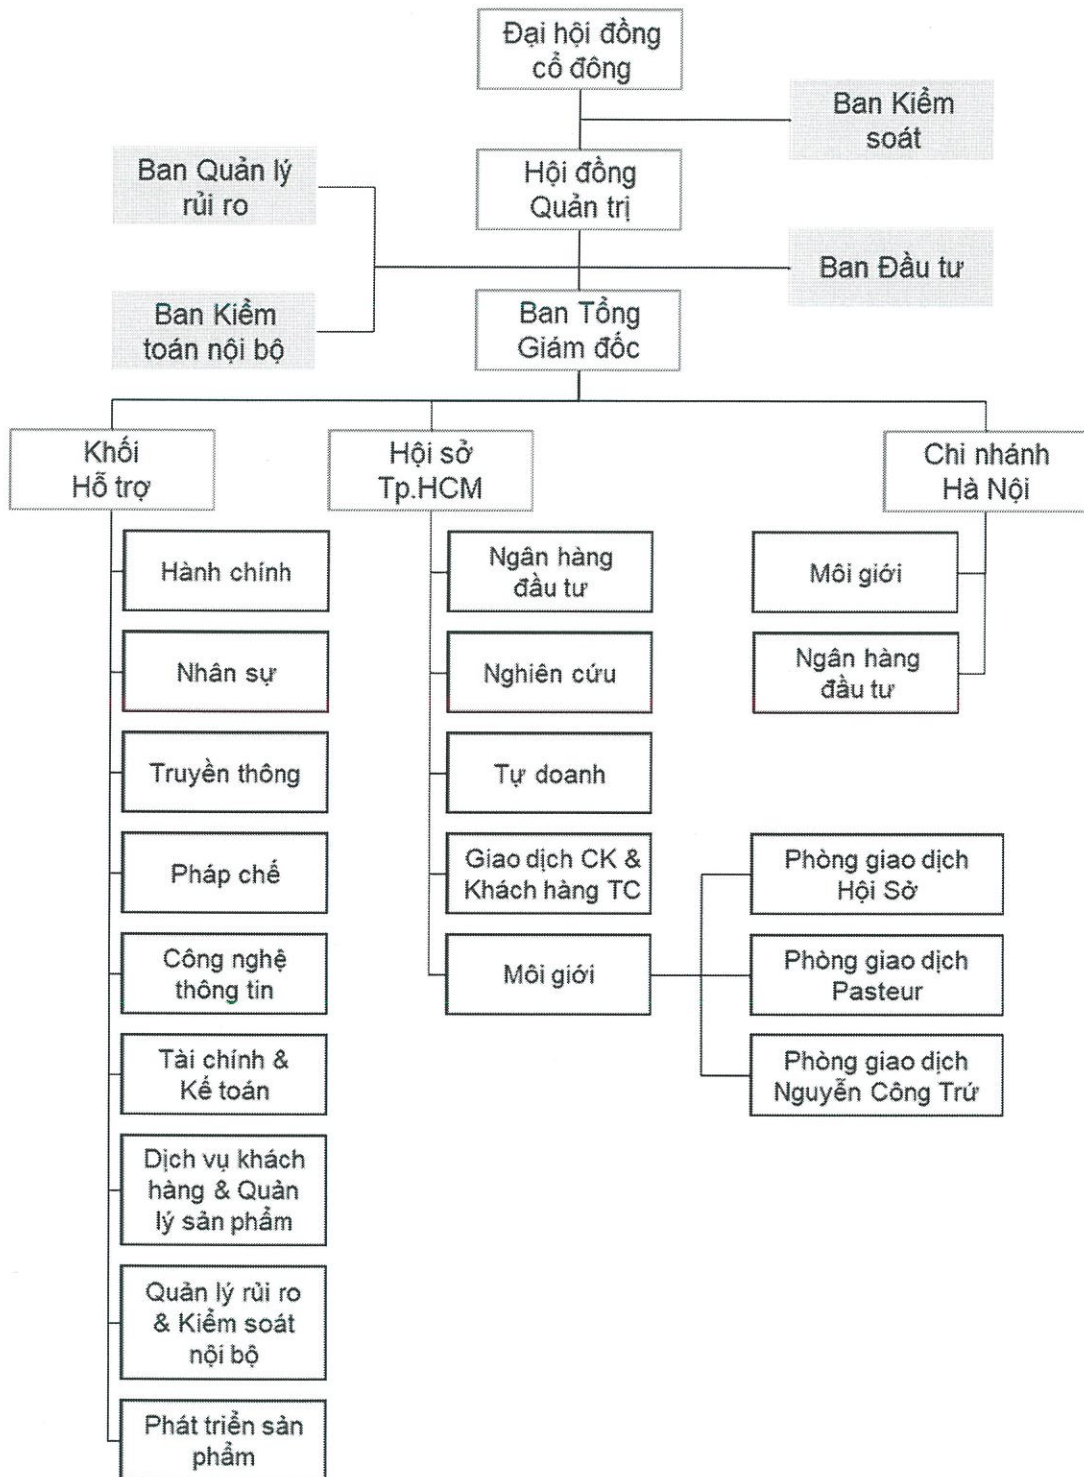 Đại hội đồng
cổ đông
Ban Kiểm
soát
Ban Quản lý
rủi ro
Hội đồng
Quản trị
Ban Đầu tư
Ban Kiểm
toán nội bộ
Ban Tổng
Giám đốc
Khối
Hỗ trợ
Hội sở
Tp.HCM
Chi nhánh
Hà Nội
Hành chính
Nhân sự
Truyền thông
Pháp chế
Công nghệ
thông tin
Tài chính &
Kế toán
Dịch vụ khách
hàng & Quản
lý sản phẩm
Quản lý rủi ro
& Kiểm soát
nội bộ
Phát triển sản
phẩm
Ngân hàng
đầu tư
Nghiên cứu
Tự doanh
Giao dịch CK &
Khách hàng TC
Môi giới
Phòng giao dịch
Hội Sở
Phòng giao dịch
Pasteur
Phòng giao dịch
Nguyễn Công Trứ
Môi giới
Ngân hàng
đầu tư